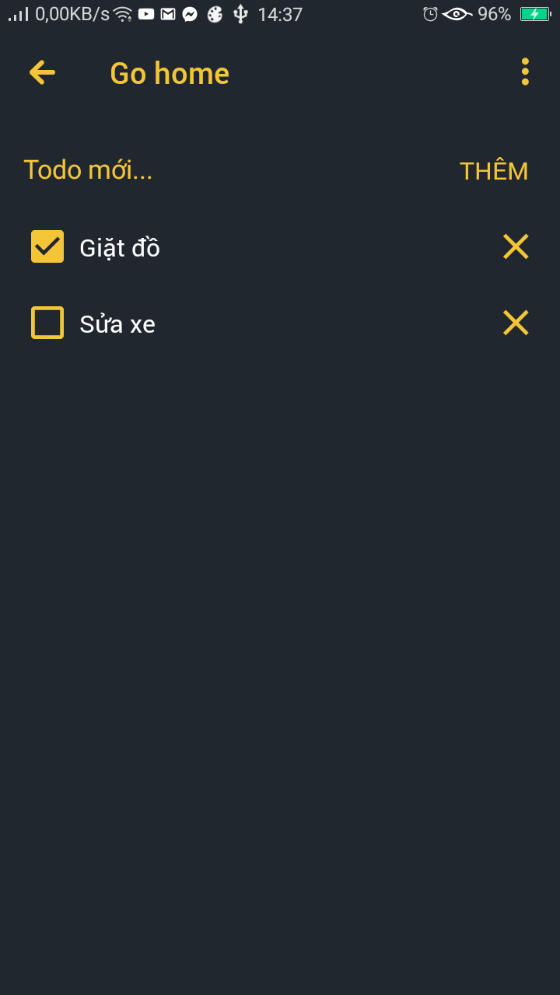 0,00KB/s 14:37 96%
Go home
Todo mới... THÊM
Giặt đồ
Sửa xe